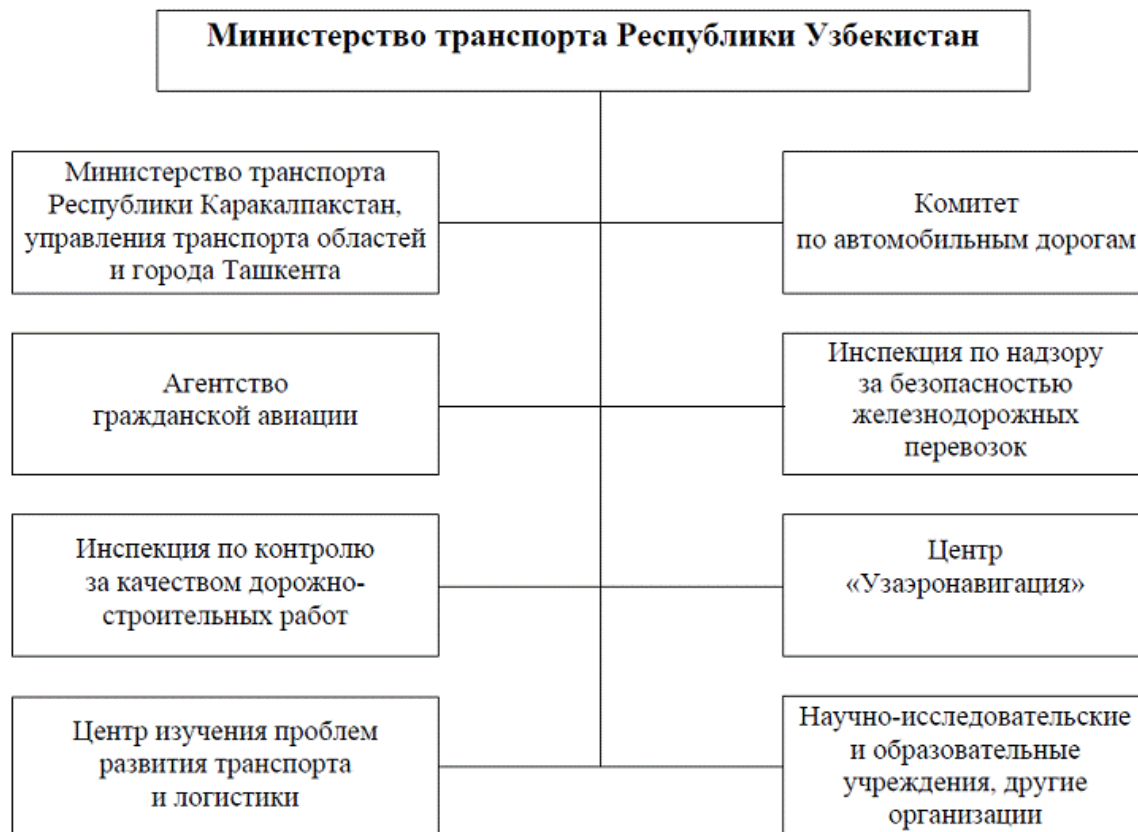 Министерство транспорта Республики Узбекистан
Министерство транспорта
Республики Каракалпакстан,
управления транспорта областей
и города Ташкента
Комитет
по автомобильным дорогам
Агентство
гражданской авиации
Инспекция по надзору
за безопасностью
железнодорожных
перевозок
Инспекция по контролю
за качеством дорожно-
строительных работ
Центр
«Узаэронавигация»
Центр изучения проблем
развития транспорта
и логистики
Научно-исследовательские
и образовательные
учреждения, другие
организации